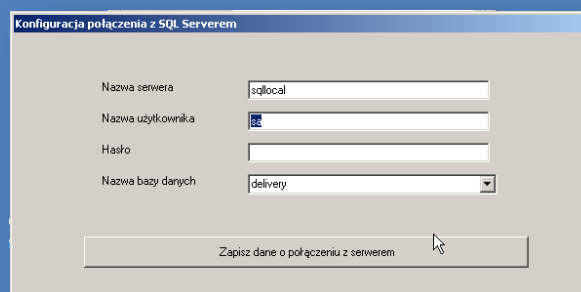 Konfiguracja połączenia z SQL Serverem
Nazwa serwera sqllocal
Nazwa użytkownika sa
Hasło
Nazwa bazy danych delivery
Zapisz dane o połączeniu z serwerem